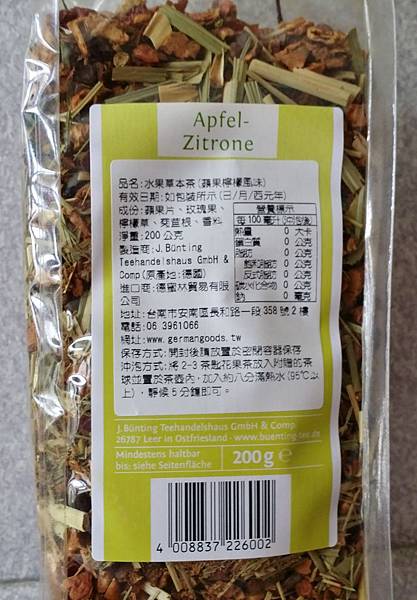 Apfel-
Zitrone
品名:水果草本茶(蘋果檸檬風味)
有效日期:如包裝所示(日/月/西元年)
成份:蘋果片、玫瑰果、
檸檬草、菊苣根、香料
淨重:200公克
製造商:J.Bünting
Teehandelshaus GmbH &
Comp(原產地:德國)
進口商:德蜜林貿易有限
公司
營養標示
每100毫升(沖泡後)
熱量 0 大卡
蛋白質 0 公克
脂肪 0 公克
飽和脂肪 0 公克
反式脂肪 0 公克
碳水化合物 0 公克
鈉 0 毫克
地址:台南市安南區長和路一段358號2樓
電話:06 3961066
網址:www.germangoods.tw
保存方式:開封後請放置於密閉容器保存
沖泡方式:將2-3茶匙花果茶放入附贈的茶
球並置於茶壺內,加入約八分滿熱水(95℃以
上),靜候5分鐘即可。
J. Bünting Teehandelshaus GmbH & Comp.
26787 Leer in Ostfriesland · www.buenting-tee.de
Mindestens haltbar
bis: siehe Seitenfläche
200 g e
4 008837 226002